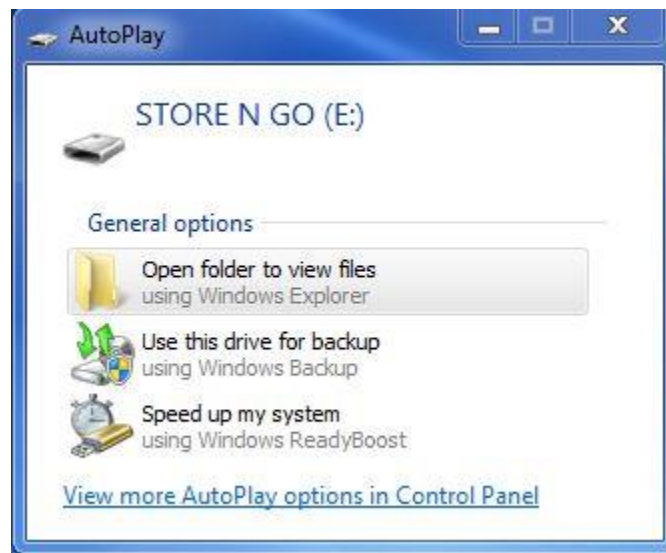 AutoPlay
STORE N GO (E:)
General options
Open folder to view files
using Windows Explorer
Use this drive for backup
using Windows Backup
Speed up my system
using Windows ReadyBoost
View more AutoPlay options in Control Panel